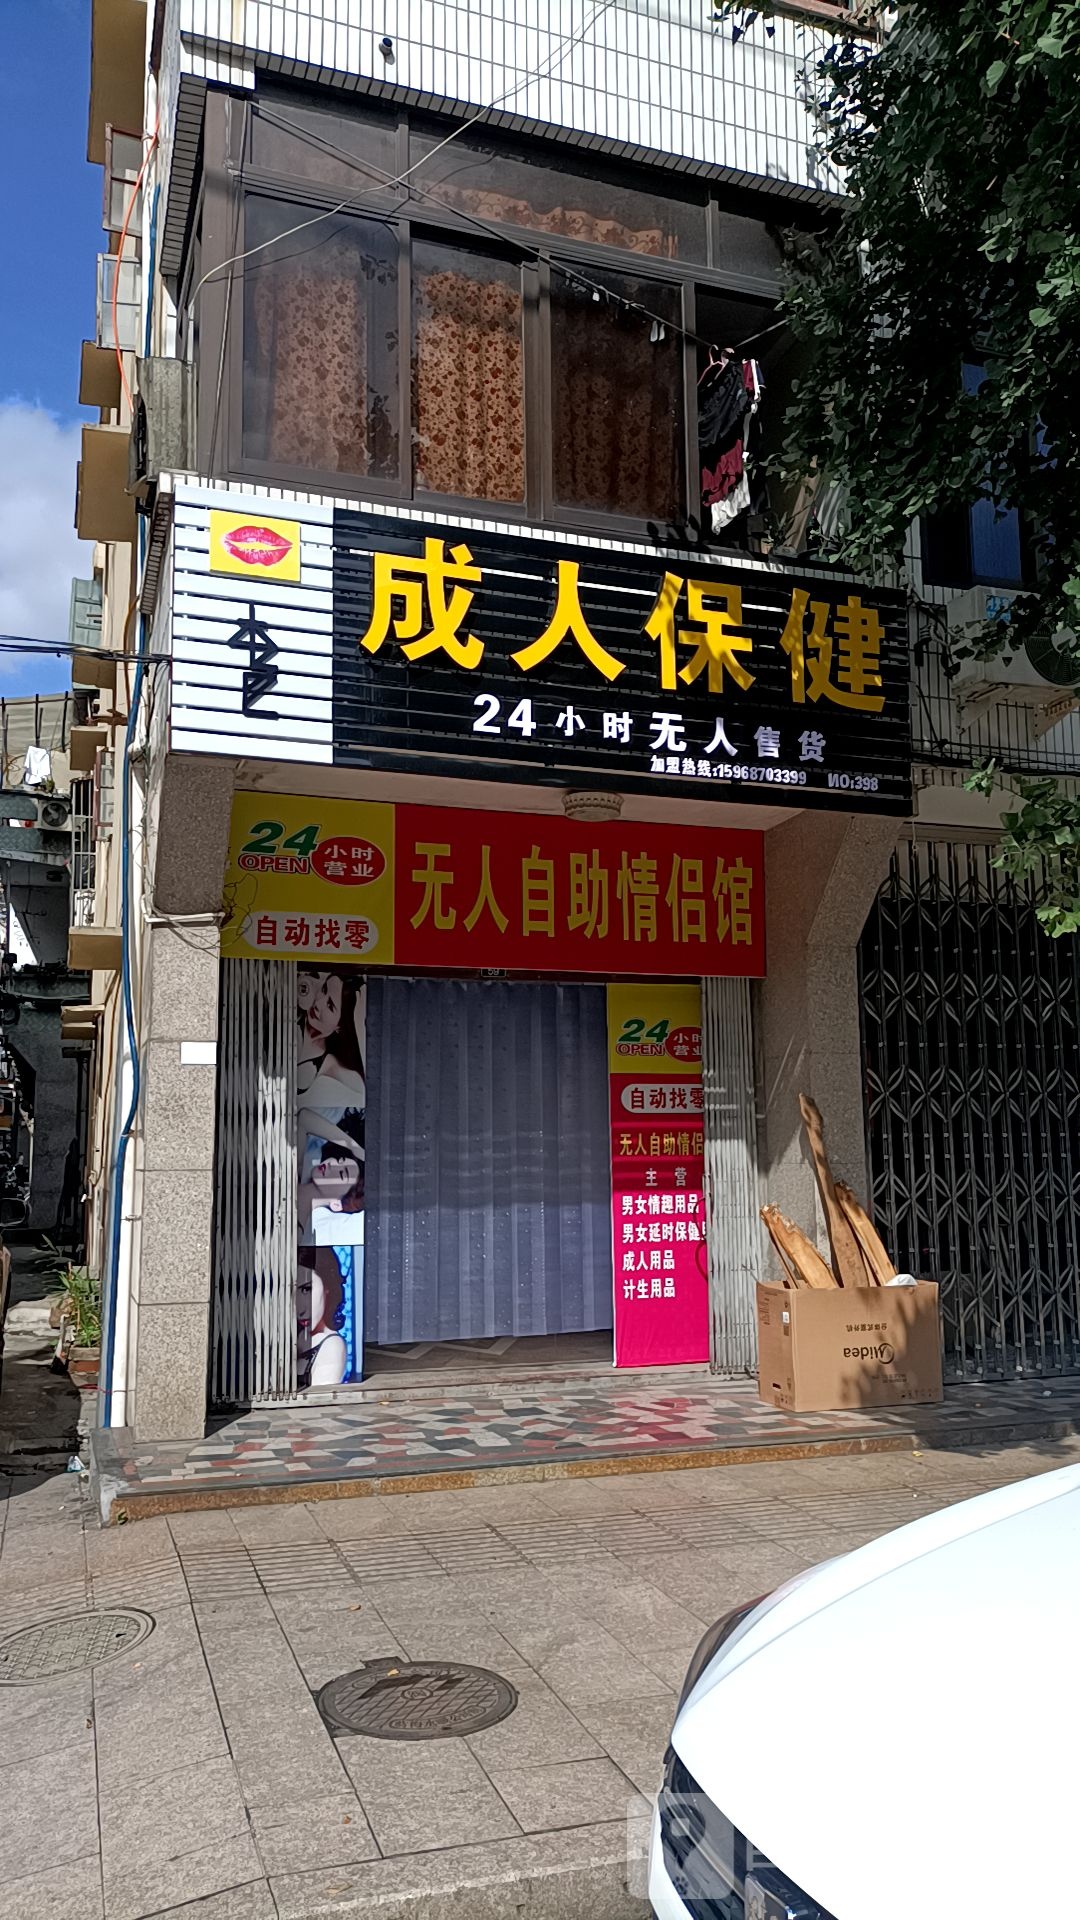 成人保健
24小时无人售货
加盟热线:15968703399 NO:398
24 小时
OPEN 营业
自动找零
无人自助情侣馆
59
24 小时
OPEN 营业
自动找零
无人自助情侣
主营
男女情趣用品
男女延时保健
成人用品
计生用品
Midea